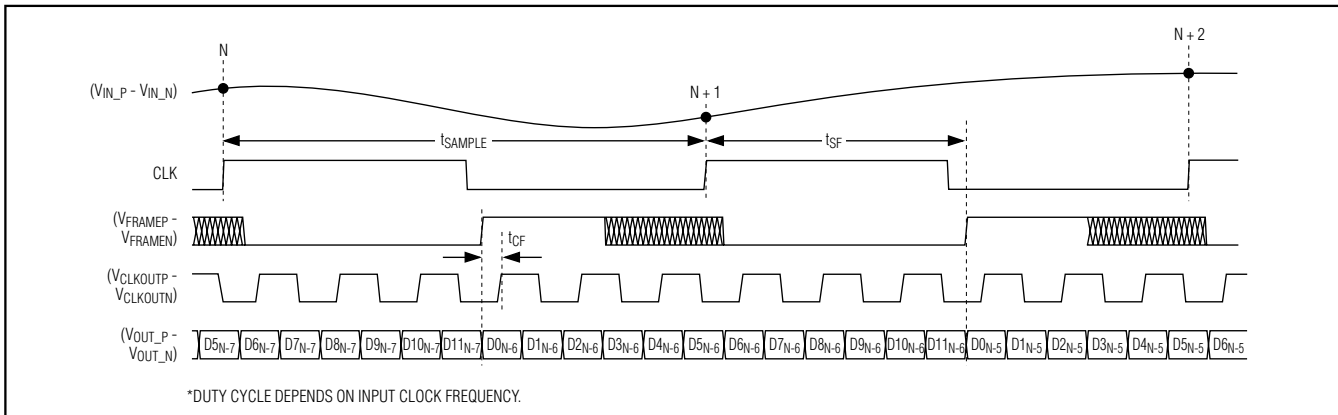 N
N + 1
N + 2
(VIN_P - VIN_N)
tSAMPLE
tSF
CLK
(VFRAMEP -
VFRAMEN)
tCF
(VCLKOUTP -
VCLKOUTN)
(VOUT_P -
VOUT_N)
D5N-7 D6N-7 D7N-7 D8N-7 D9N-7 D10N-7 D11N-7 D0N-6 D1N-6 D2N-6 D3N-6 D4N-6 D5N-6 D6N-6 D7N-6 D8N-6 D9N-6 D10N-6 D11N-6 D0N-5 D1N-5 D2N-5 D3N-5 D4N-5 D5N-5 D6N-5
*DUTY CYCLE DEPENDS ON INPUT CLOCK FREQUENCY.